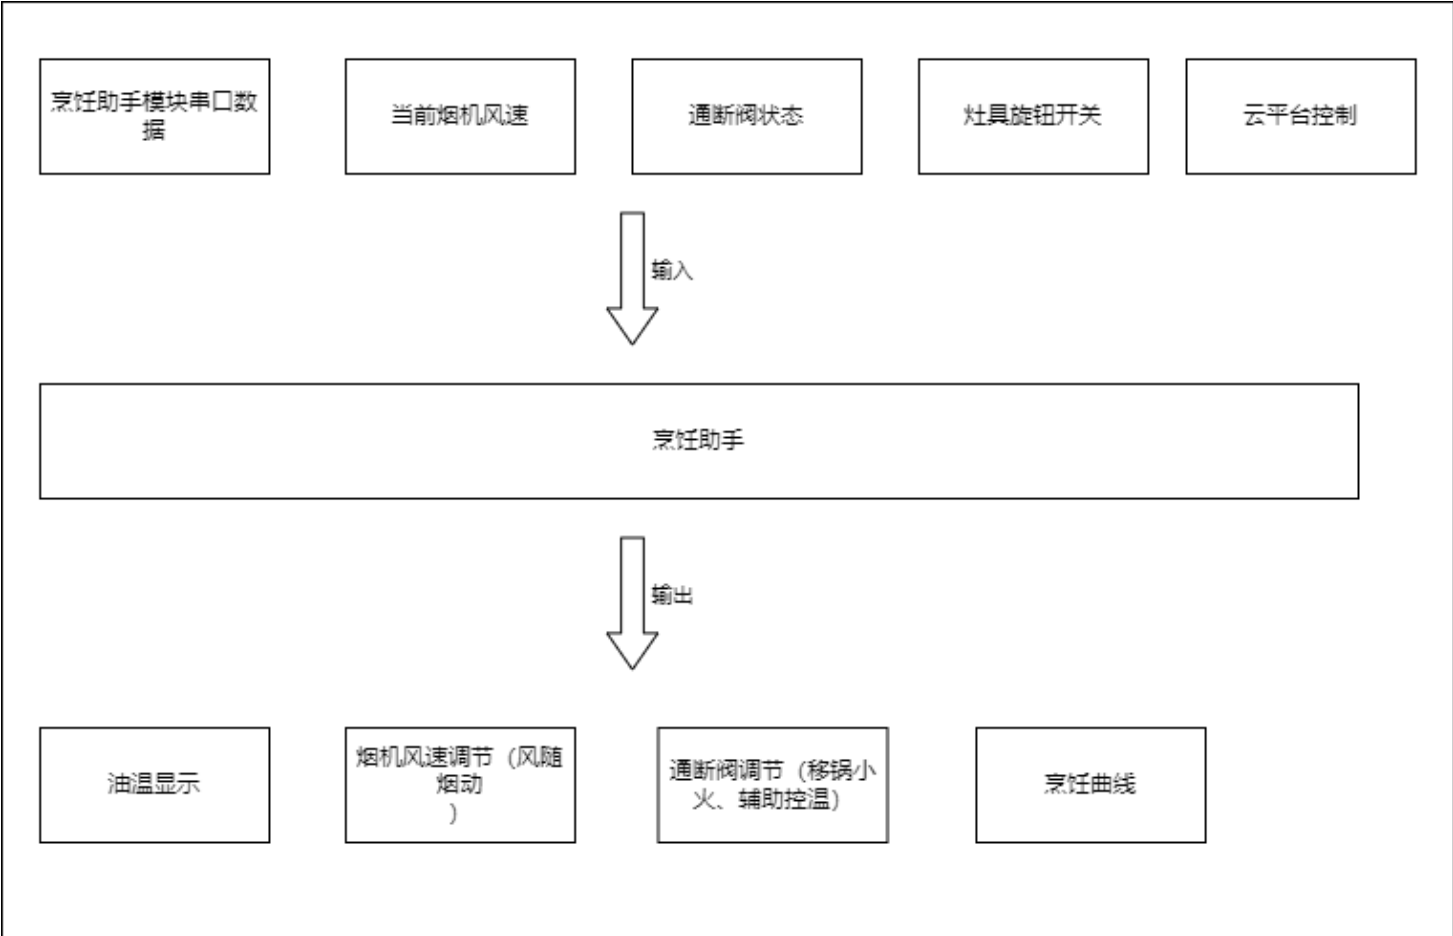 烹饪助手模块串口数
据
当前烟机风速
通断阀状态
灶具旋钮开关
云平台控制
输入
烹饪助手
输出
油温显示
烟机风速调节（风随
烟动
）
通断阀调节（移锅小
火、辅助控温）
烹饪曲线